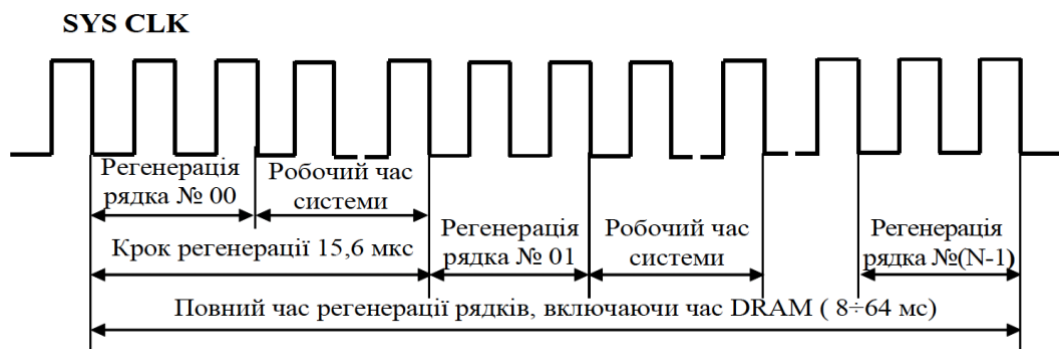 SYS CLK
Регенерація
рядка № 00
Робочий час
системи
Крок регенерації 15,6 мкс
Регенерація
рядка № 01
Робочий час
системи
Регенерація
рядка №(N-1)
Повний час регенерації рядків, включаючи час DRAM ( 8÷64 мс)